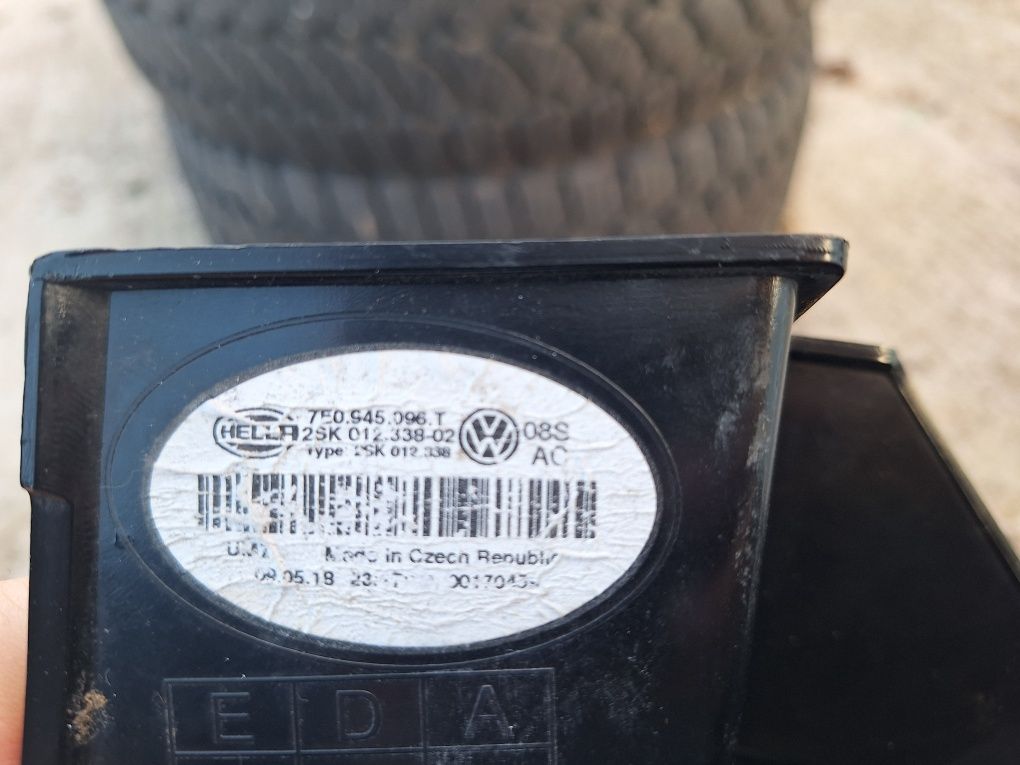 HELLA 7E0.945.096.T
2SK 012.338-02 08S
Type 2SK 012 338 AC
Made in Czech Republic
09.05.18
E D A